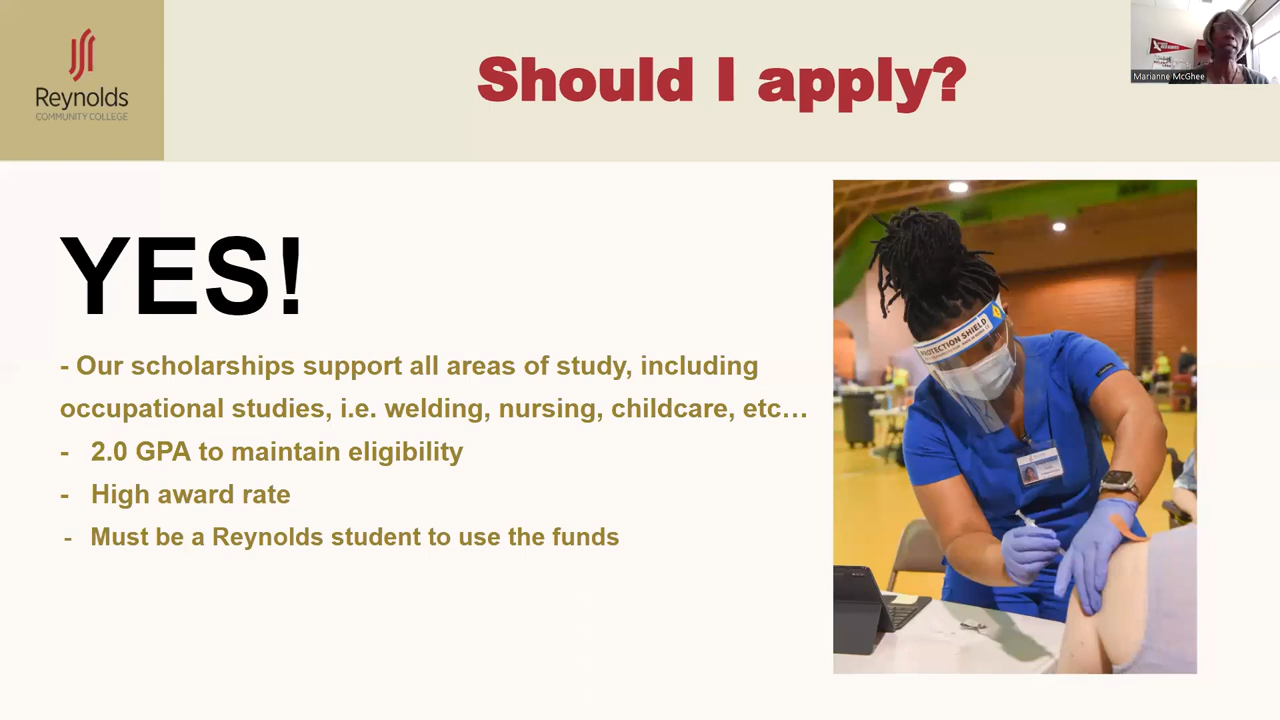 Reynolds
COMMUNITY COLLEGE
Should I apply?
Marianne McGhee
YES!
- Our scholarships support all areas of study, including
occupational studies, i.e. welding, nursing, childcare, etc…
- 2.0 GPA to maintain eligibility
- High award rate
- Must be a Reynolds student to use the funds
PROTECTION SHIELD